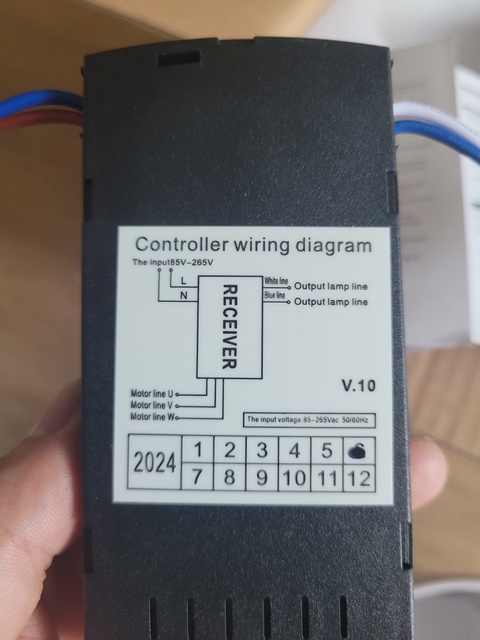 Controller wiring diagram
The input85V-265V
L
N
RECEIVER
White line
Output lamp line
Blue line
Output lamp line
Motor line U
Motor line V
Motor line W
V.10
The input voltage 85-265Vac 50/60Hz
2024 1 2 3 4 5
7 8 9 10 11 12